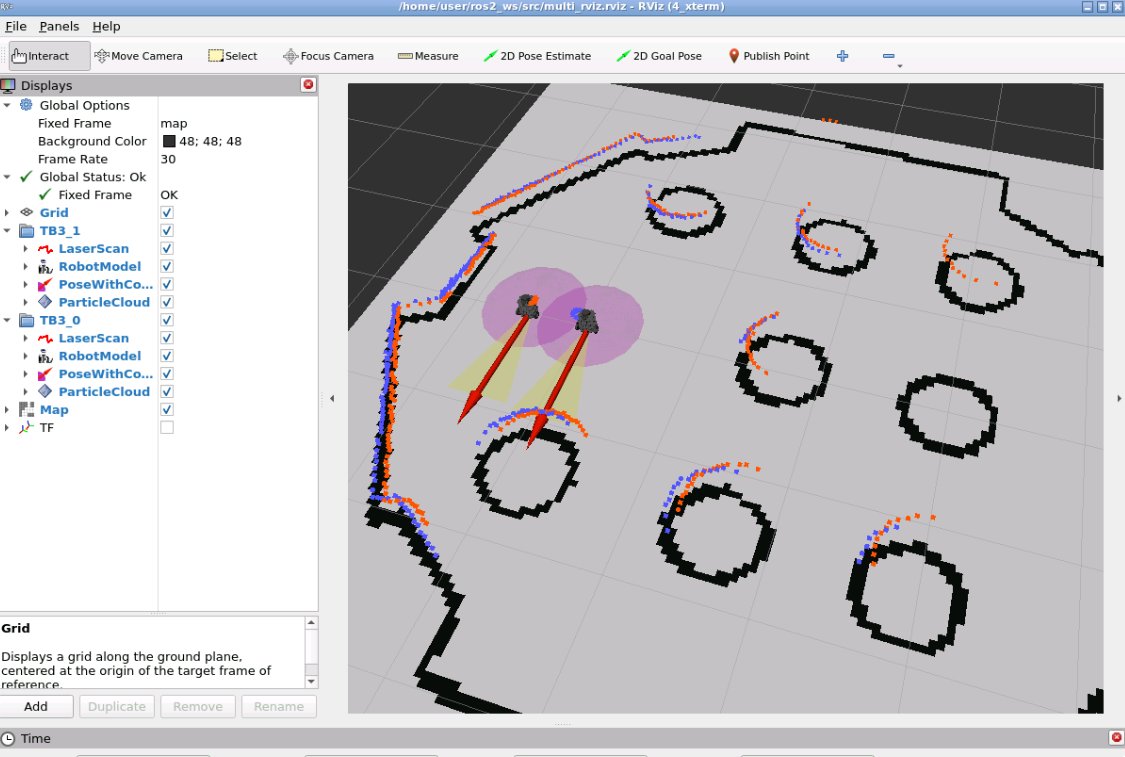 /home/user/ros2_ws/src/multi_rviz.rviz - RViz (4_xterm)
File Panels Help
Interact Move Camera Select Focus Camera Measure 2D Pose Estimate 2D Goal Pose Publish Point
Displays
Global Options
Fixed Frame map
Background Color 48; 48; 48
Frame Rate 30
Global Status: Ok
Fixed Frame OK
Grid
TB3_1
LaserScan
RobotModel
PoseWithCo...
ParticleCloud
TB3_0
LaserScan
RobotModel
PoseWithCo...
ParticleCloud
Map
TF
Grid
Displays a grid along the ground plane,
centered at the origin of the target frame of
reference.
Add Duplicate Remove Rename
Time